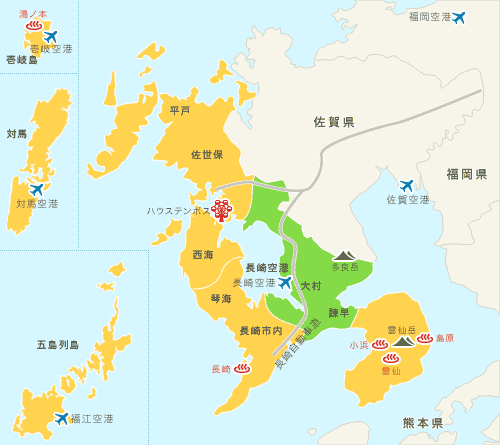 湯ノ本
壱岐空港
壱岐島
福岡空港
平戸
佐賀県
対馬
佐世保
福岡県
対馬空港
佐賀空港
ハウステンボス
西海
長崎空港
長崎空港
多良岳
大村
琴海
諫早
長崎市内
長崎自動車道
五島列島
雲仙岳
島原
小浜
雲仙
長崎
福江空港
熊本県